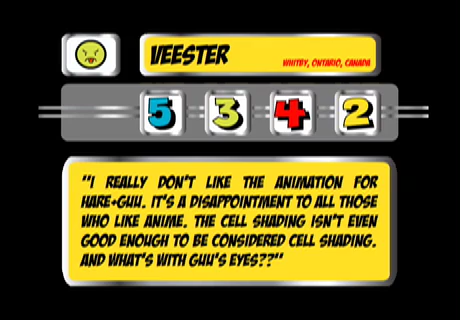 VEESTER
WHITBY, ONTARIO, CANADA
5 3 4 2
"I REALLY DON'T LIKE THE ANIMATION FOR
HARE+GUU. IT'S A DISAPPOINTMENT TO ALL THOSE
WHO LIKE ANIME. THE CELL SHADING ISN'T EVEN
GOOD ENOUGH TO BE CONSIDERED CELL SHADING.
AND WHAT'S WITH GUU'S EYES??"